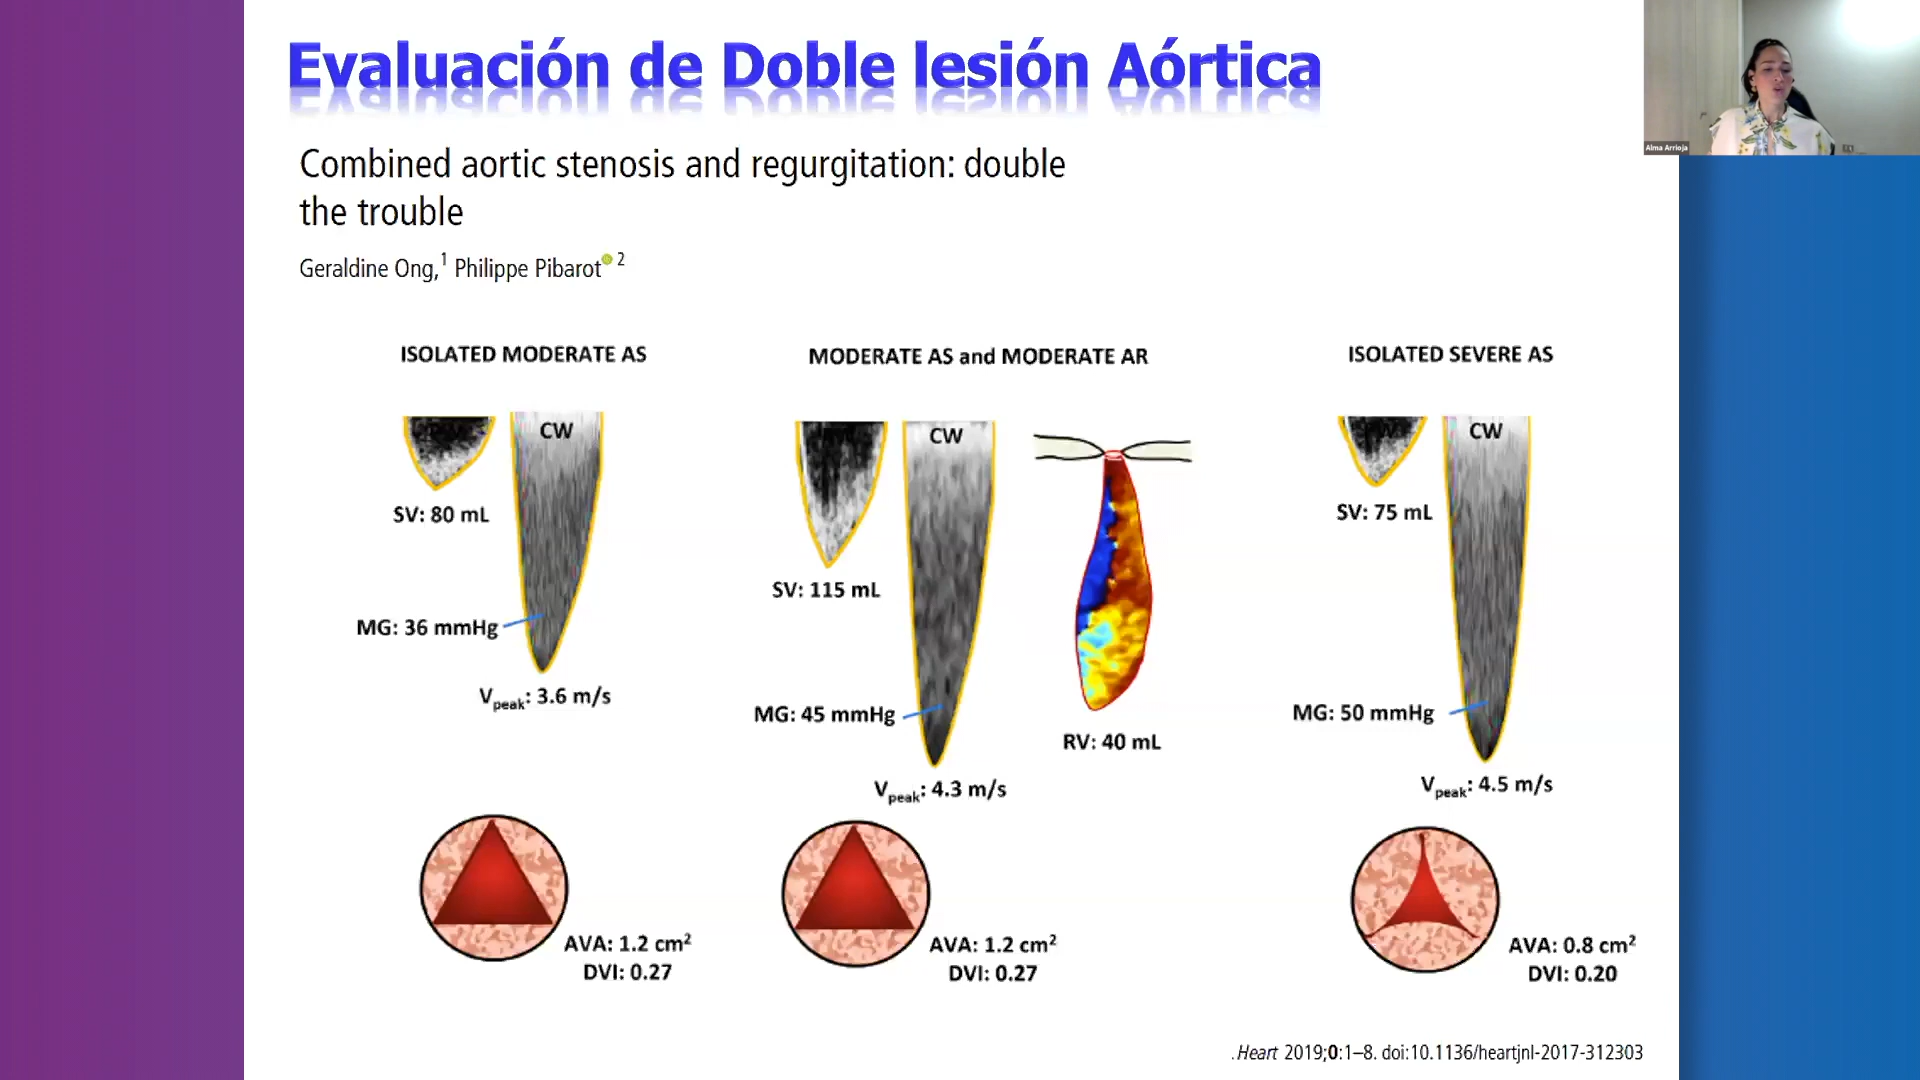 Evaluación de Doble lesión Aórtica
Alma Arrioja
Combined aortic stenosis and regurgitation: double
the trouble
Geraldine Ong,1 Philippe Pibarot 2
ISOLATED MODERATE AS
CW
SV: 80 mL
MG: 36 mmHg
Vpeak: 3.6 m/s
AVA: 1.2 cm²
DVI: 0.27
MODERATE AS and MODERATE AR
CW
SV: 115 mL
MG: 45 mmHg
Vpeak: 4.3 m/s
RV: 40 mL
AVA: 1.2 cm²
DVI: 0.27
ISOLATED SEVERE AS
CW
SV: 75 mL
MG: 50 mmHg
Vpeak: 4.5 m/s
AVA: 0.8 cm²
DVI: 0.20
. Heart 2019;0:1–8. doi:10.1136/heartjnl-2017-312303